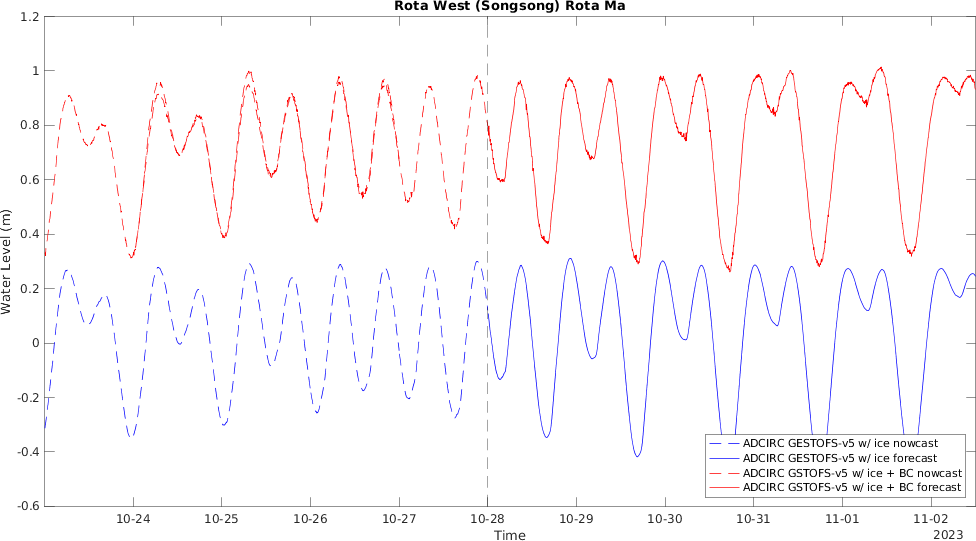 Rota West (Songsong) Rota Ma
1.2
1
0.8
0.6
0.4
0.2
0
-0.2
-0.4
-0.6
Water Level (m)
ADCIRC GESTOFS-v5 w/ ice nowcast
ADCIRC GESTOFS-v5 w/ ice forecast
ADCIRC GSTOFS-v5 w/ ice + BC nowcast
ADCIRC GSTOFS-v5 w/ ice + BC forecast
10-24 10-25 10-26 10-27 10-28 10-29 10-30 10-31 11-01 11-02
Time
2023